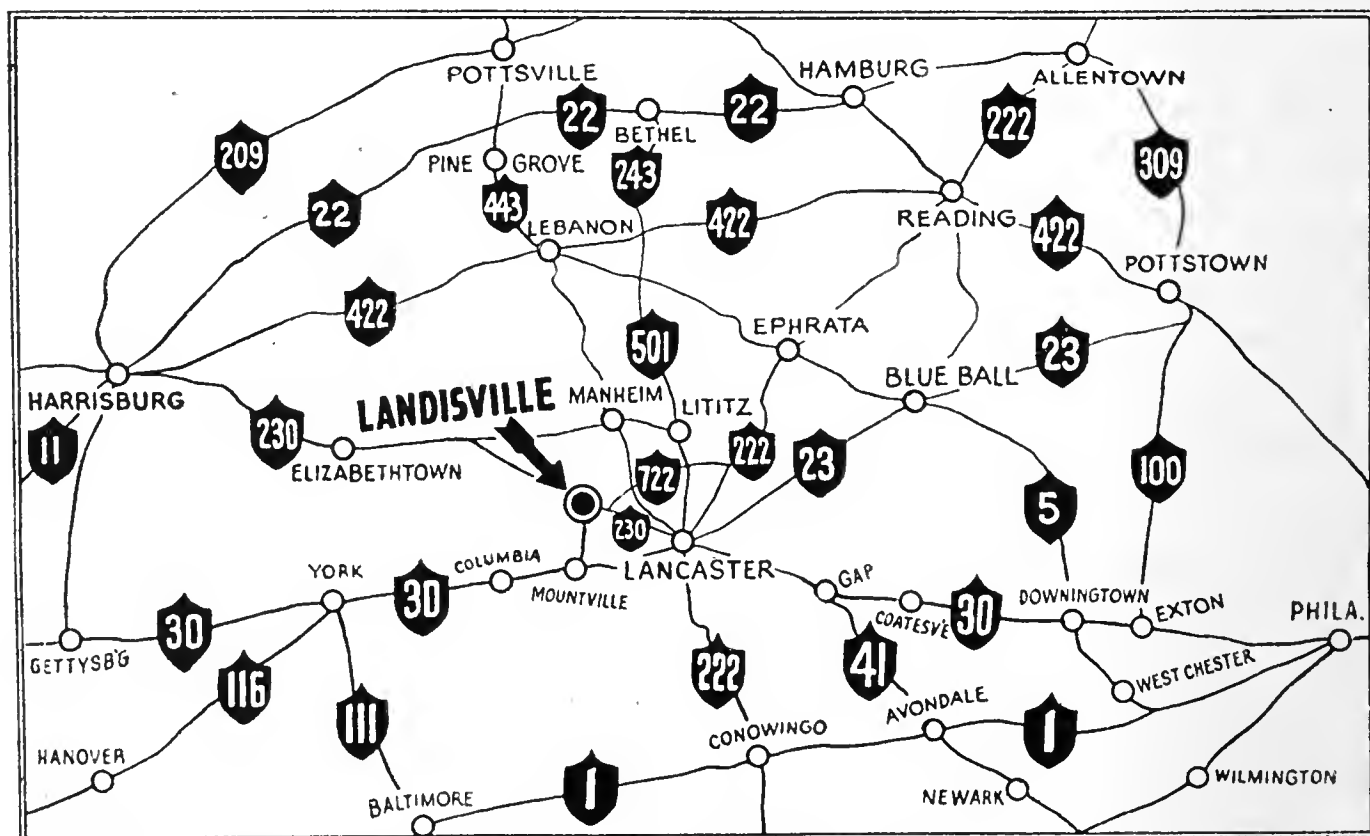 POTTSVILLE
HAMBURG
ALLENTOWN
22
22
222
BETHEL
209
PINE GROVE
243
309
22
443
LEBANON
422
READING
422
POTTSTOWN
422
501
EPHRATA
23
HARRISBURG
LANDISVILLE
MANHEIM
LITITZ
BLUE BALL
11
230
ELIZABETHTOWN
722
222
23
100
5
230
YORK
30
COLUMBIA
MOUNTVILLE
LANCASTER
GAP
COATESV'E
30
DOWNINGTOWN
EXTON
PHILA.
GETTYSB'G
30
116
111
222
41
WEST CHESTER
HANOVER
CONOWINGO
AVONDALE
1
BALTIMORE
1
NEWARK
WILMINGTON